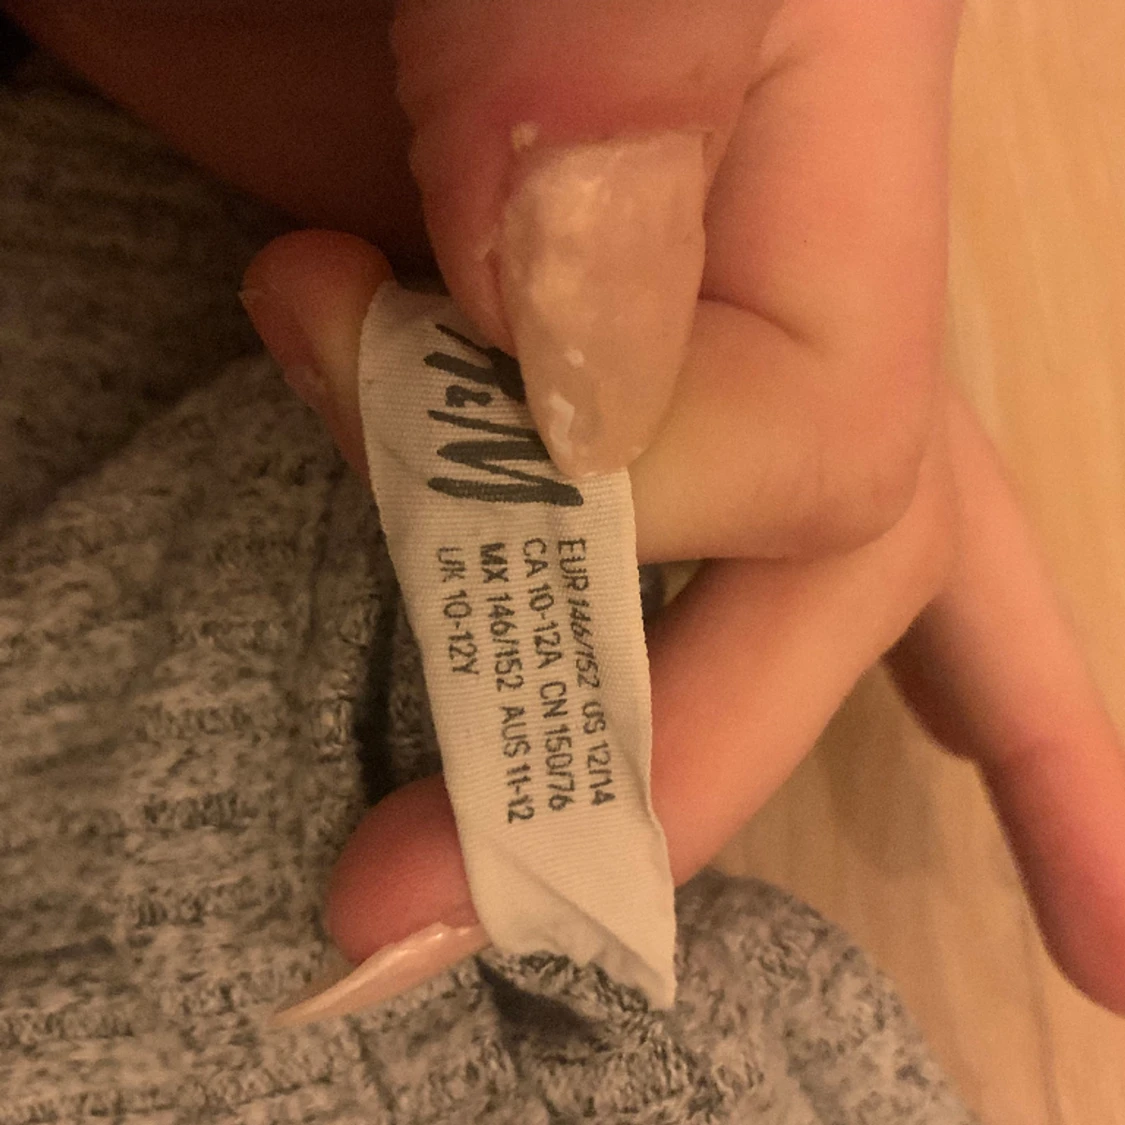 H&M
EUR 146/152 US 12/14
CA 10-12A CN 150/76
MX 146/152 AUS 11-12
UK 10-12Y